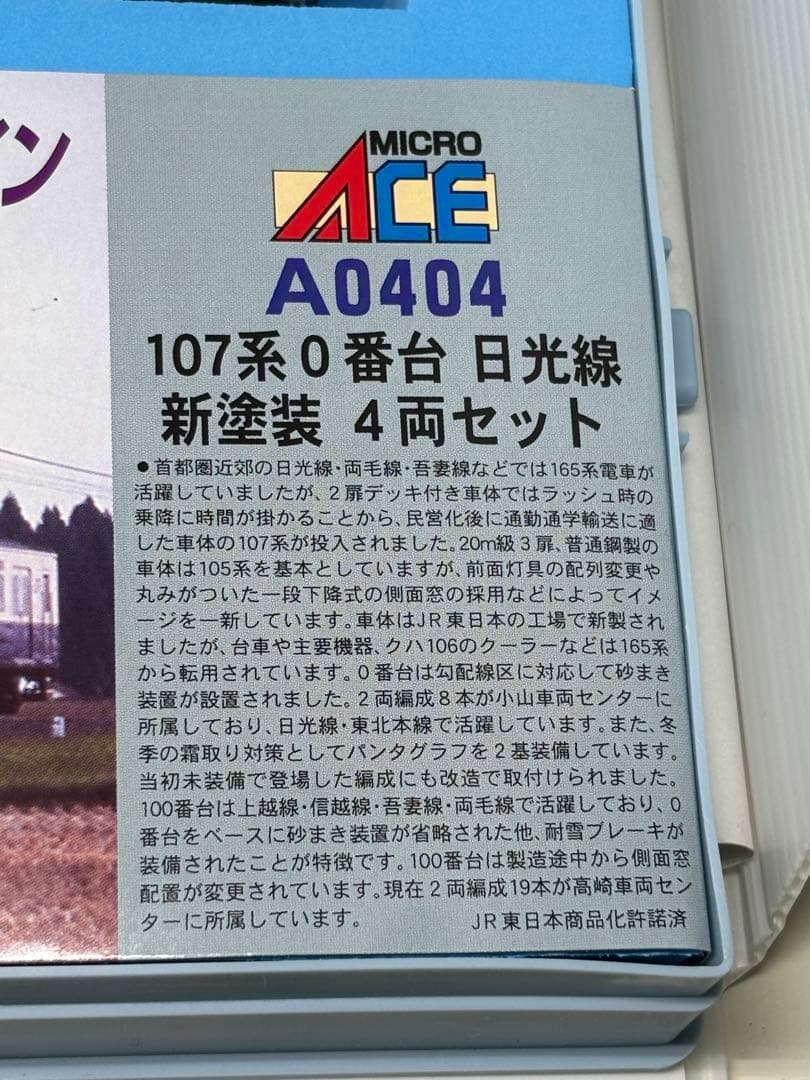 ン
MICRO
ACE
A0404
107系0番台 日光線
新塗装 4両セット
●首都圏近郊の日光線・両毛線・吾妻線などでは165系電車が
活躍していましたが、2扉デッキ付き車体ではラッシュ時の
乗降に時間が掛かることから、民営化後に通勤通学輸送に適
した車体の107系が投入されました。20m級3扉、普通鋼製の
車体は105系を基本としていますが、前面灯具の配列変更や
丸みがついた一段下降式の側面窓の採用などによってイメ
ージを一新しています。車体はJR東日本の工場で新製され
ましたが、台車や主要機器、クハ106のクーラーなどは165系
から転用されています。0番台は勾配線区に対応して砂まき
装置が設置されました。2両編成8本が小山車両センターに
所属しており、日光線・東北本線で活躍しています。また、冬
季の霜取り対策としてパンタグラフを2基装備しています。
当初未装備で登場した編成にも改造で取付けられました。
100番台は上越線・信越線・吾妻線・両毛線で活躍しており、0
番台をベースに砂まき装置が省略された他、耐雪ブレーキが
装備されたことが特徴です。100番台は製造途中から側面窓
配置が変更されています。現在2両編成19本が高崎車両セン
ターに所属しています。 JR東日本商品化許諾済